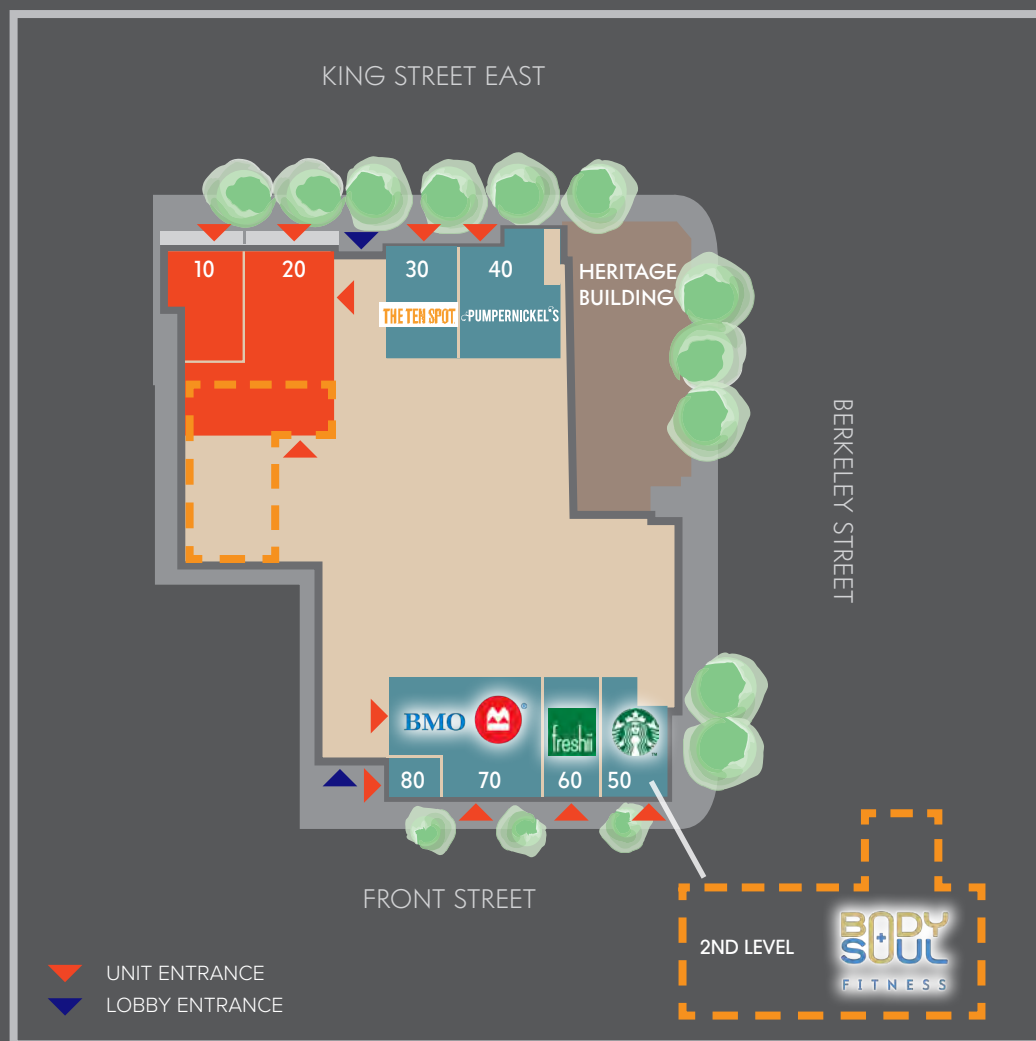 KING STREET EAST
10
20
30
40
HERITAGE
BUILDING
THE TEN SPOT
PUMPERNICKEL'S
BERKELEY STREET
BMO
®
freshii
TM
80
70
60
50
FRONT STREET
2ND LEVEL
BODY
+
SOUL
FITNESS
UNIT ENTRANCE
LOBBY ENTRANCE